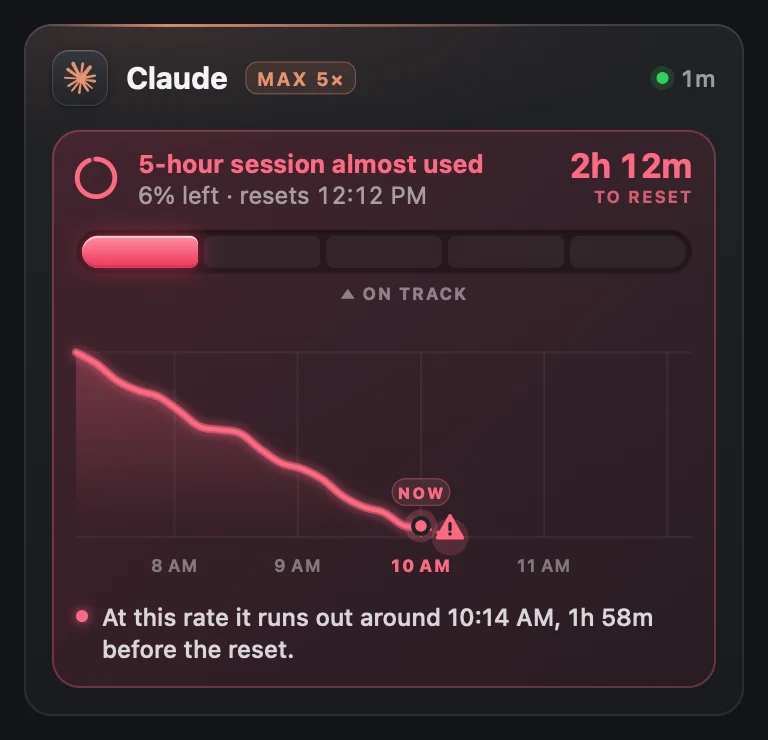 Claude MAX 5× 1m
5-hour session almost used
6% left · resets 12:12 PM
2h 12m
TO RESET
▲ ON TRACK
NOW
8 AM 9 AM 10 AM 11 AM
At this rate it runs out around 10:14 AM, 1h 58m
before the reset.